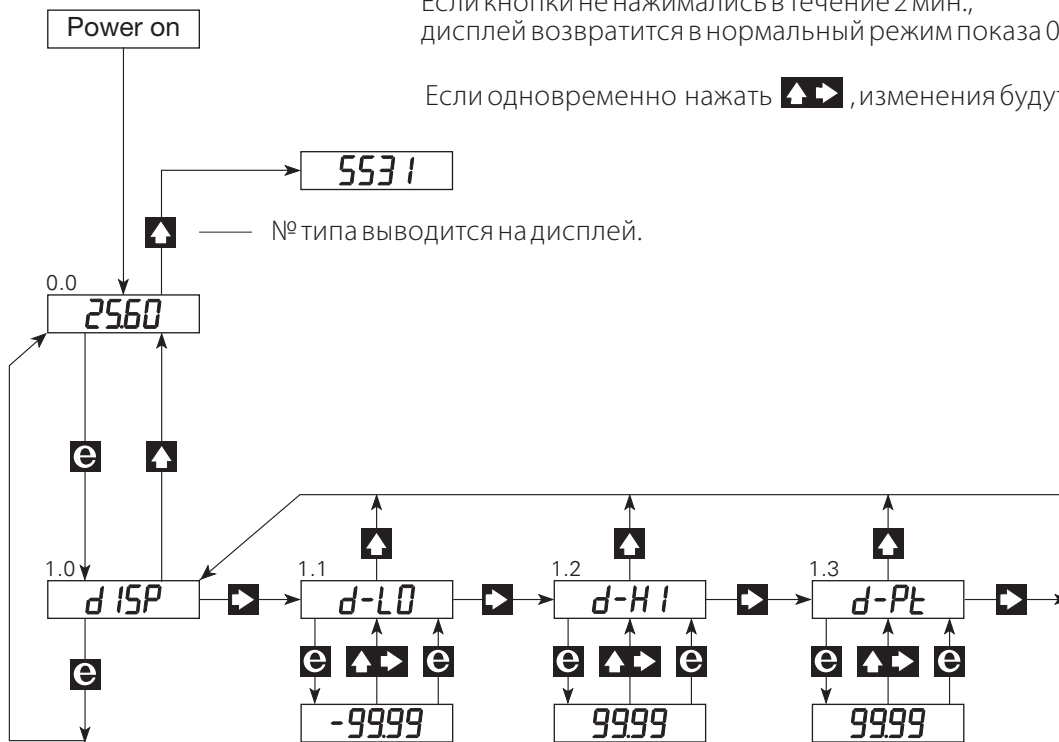 Если кнопки не нажимались в течение 2 мин.,
дисплей возвратится в нормальный режим показа 0
Power on
Если одновременно нажать , изменения будут
5531
№ типа выводится на дисплей.
0.0
25.60
e
1.0 1.1 1.2 1.3
dISP d-LO d-HI d-Pt
e e e e e e e
-99.99 99.99 99.99